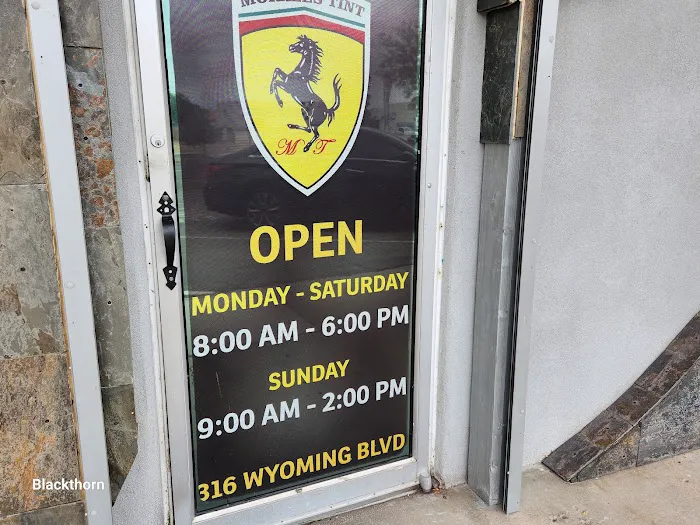 TINT
M T
OPEN
MONDAY - SATURDAY
8:00 AM - 6:00 PM
SUNDAY
9:00 AM - 2:00 PM
316 WYOMING BLVD
Blackthorn